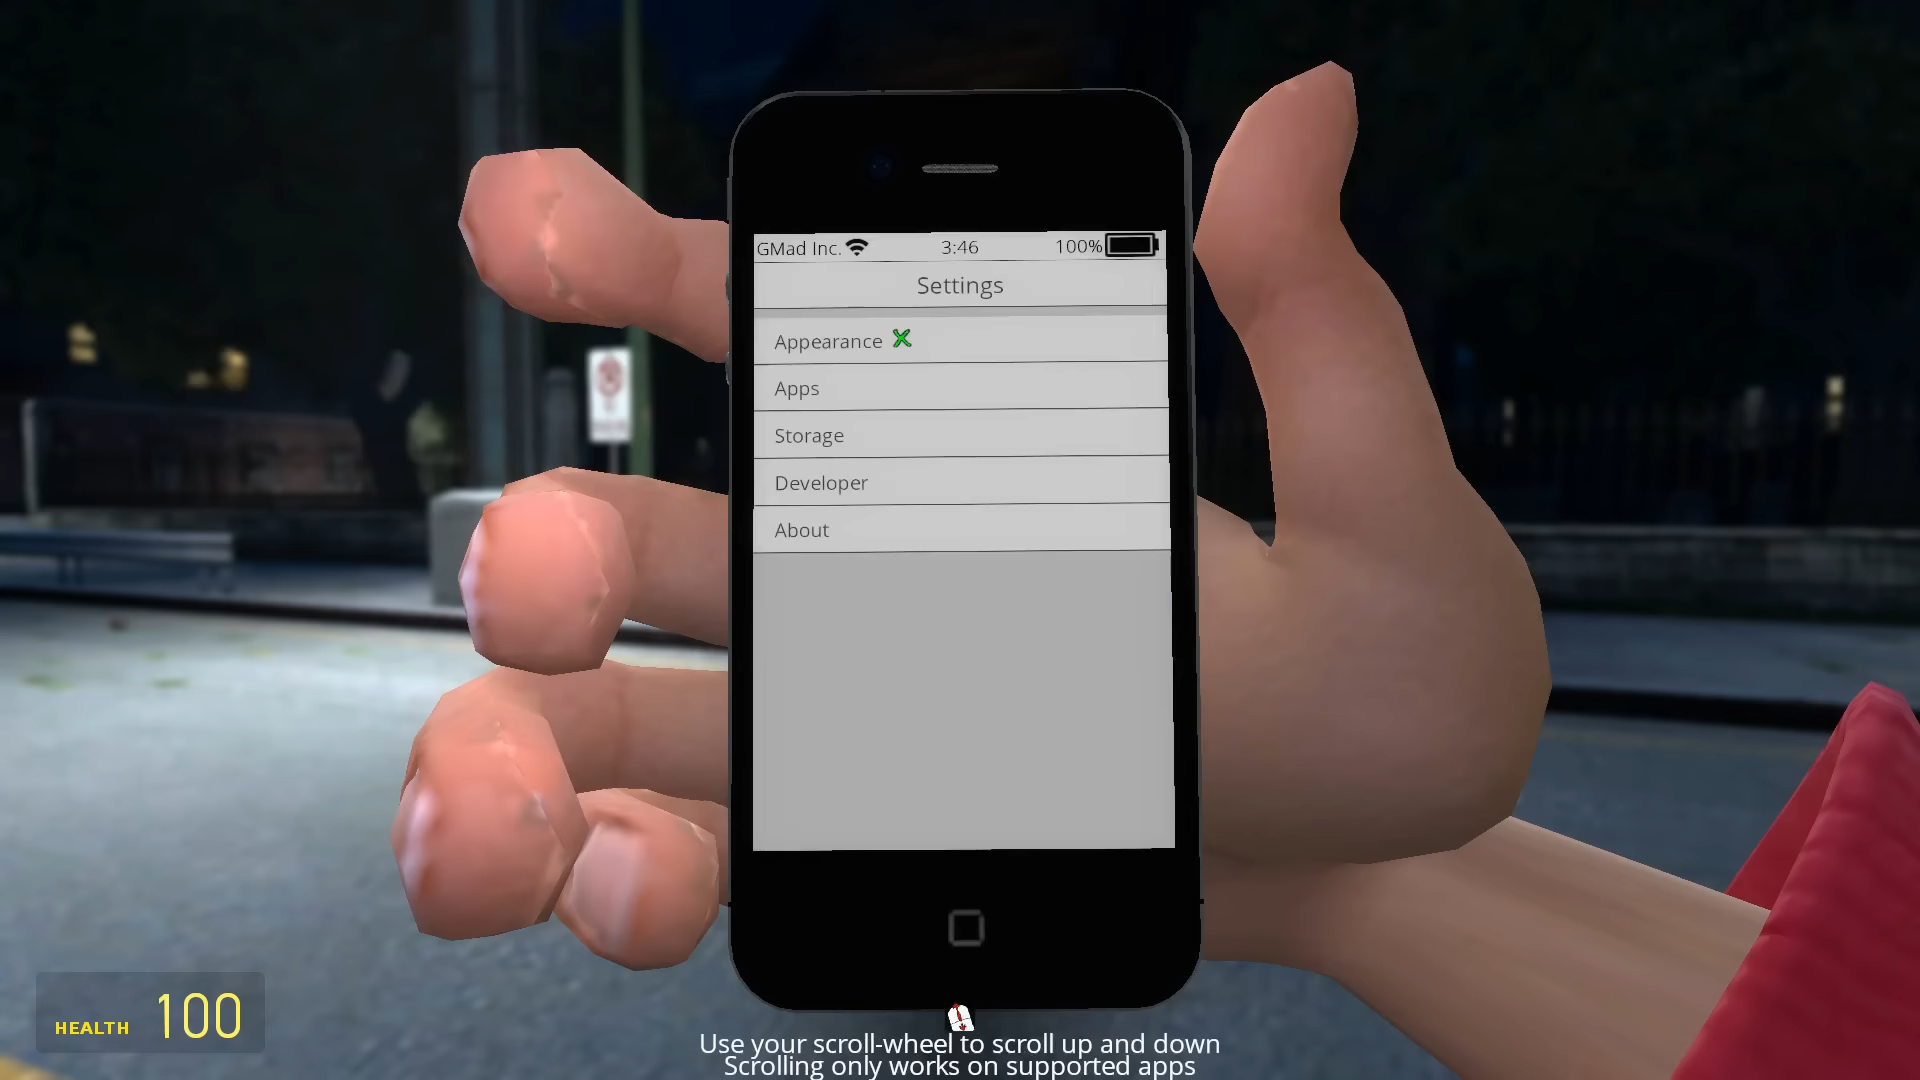 GMad Inc. 3:46 100%
Settings
Appearance
Apps
Storage
Developer
About
HEALTH 100
Use your scroll-wheel to scroll up and down
Scrolling only works on supported apps